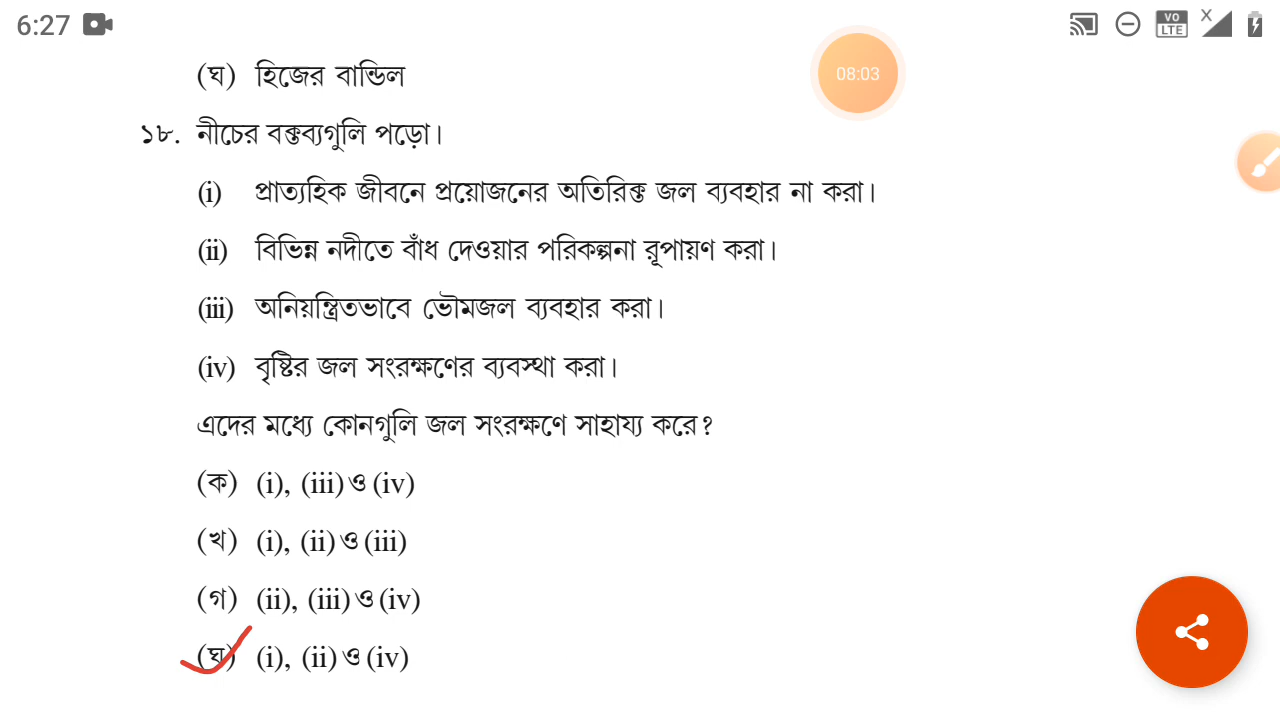 6:27
VO
LTE
X
08:03
(ঘ) হিজের বান্ডিল
১৮. নীচের বক্তব্যগুলি পড়ো।
(i) প্রাত্যহিক জীবনে প্রয়োজনের অতিরিক্ত জল ব্যবহার না করা।
(ii) বিভিন্ন নদীতে বাঁধ দেওয়ার পরিকল্পনা রূপায়ণ করা।
(iii) অনিয়ন্ত্রিতভাবে ভৌমজল ব্যবহার করা।
(iv) বৃষ্টির জল সংরক্ষণের ব্যবস্থা করা।
এদের মধ্যে কোনগুলি জল সংরক্ষণে সাহায্য করে?
(ক) (i), (iii) ও (iv)
(খ) (i), (ii) ও (iii)
(গ) (ii), (iii) ও (iv)
(ঘ) (i), (ii) ও (iv)